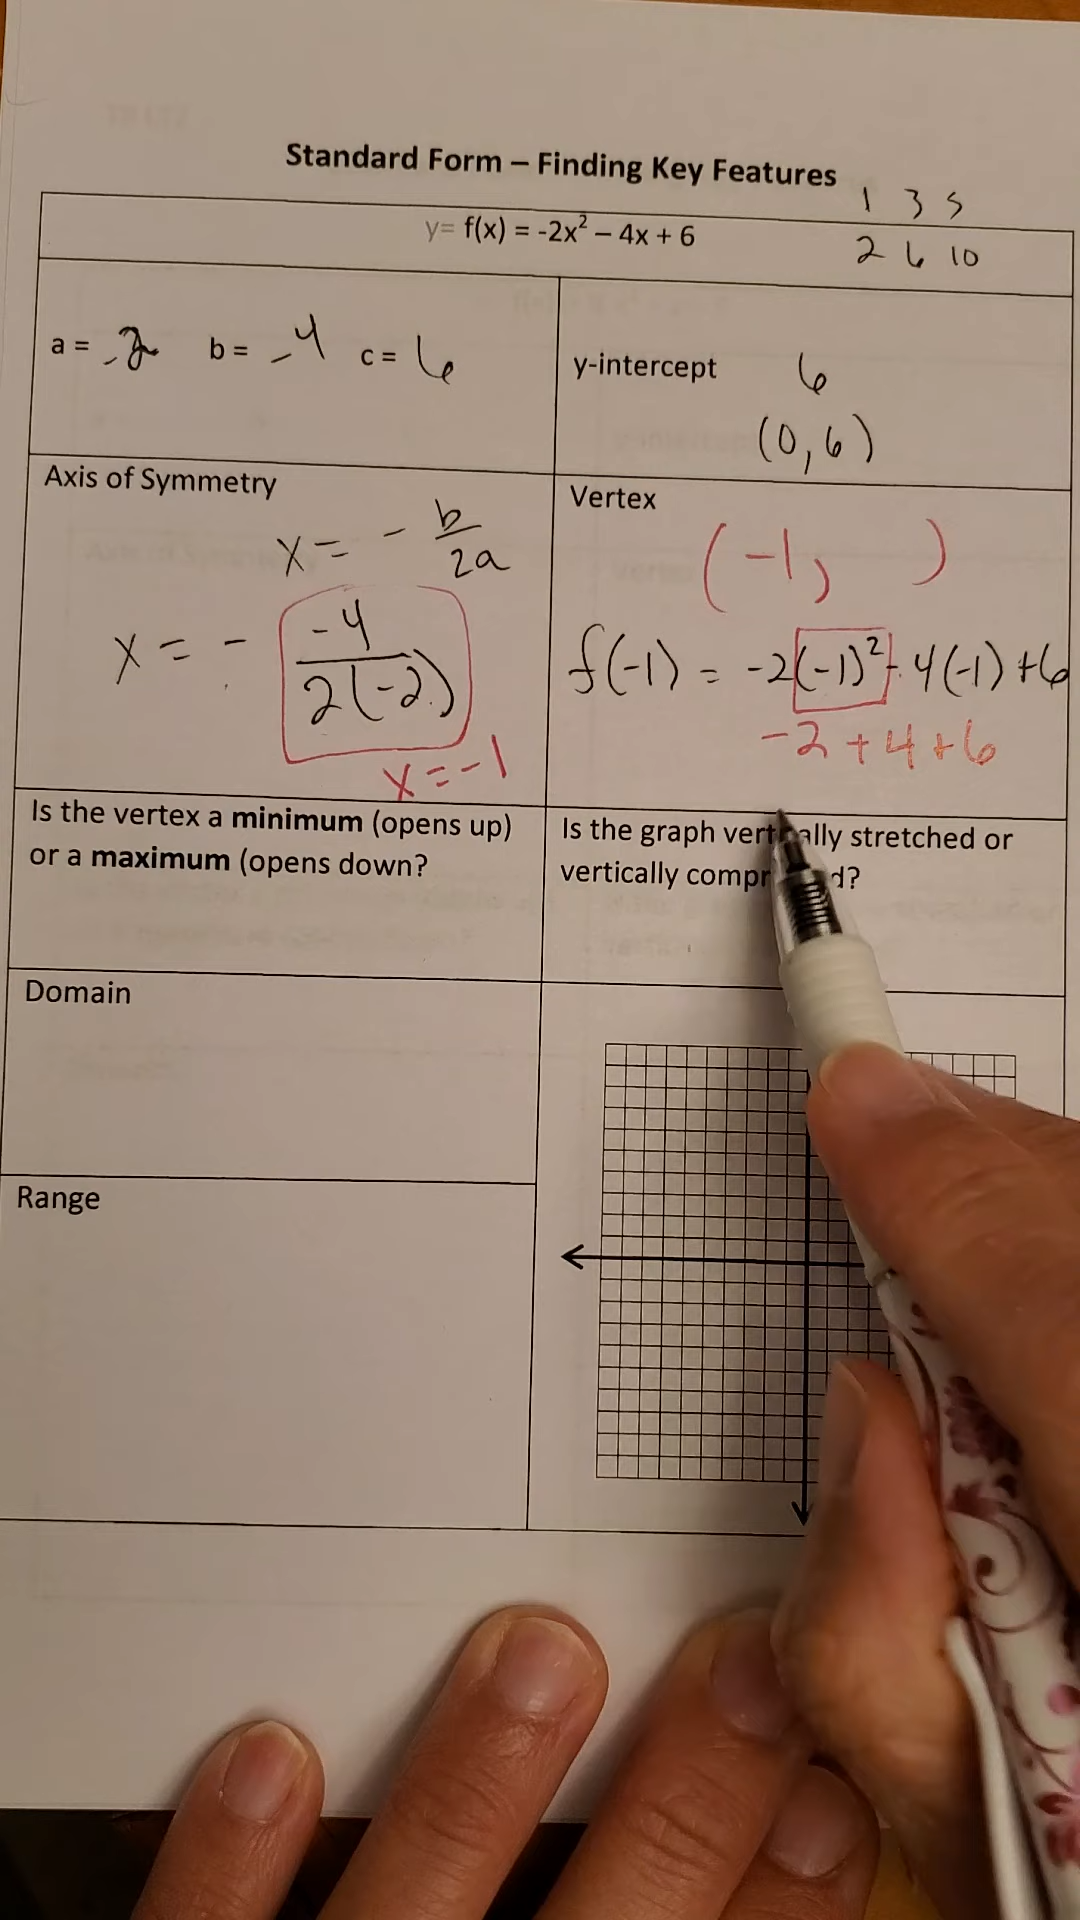 Standard Form – Finding Key Features
1 3 5
y= f(x) = -2x² – 4x + 6
2 6 10
a = -2 b = -4 c = 6
y-intercept 6
(0, 6)
Axis of Symmetry
x = - b/2a
x = - -4/2(-2)
x = -1
Vertex
(-1, )
f(-1) = -2(-1)² - 4(-1) + 6
-2 + 4 + 6
Is the vertex a minimum (opens up)
or a maximum (opens down?
Is the graph vertically stretched or
vertically compr d?
Domain
Range